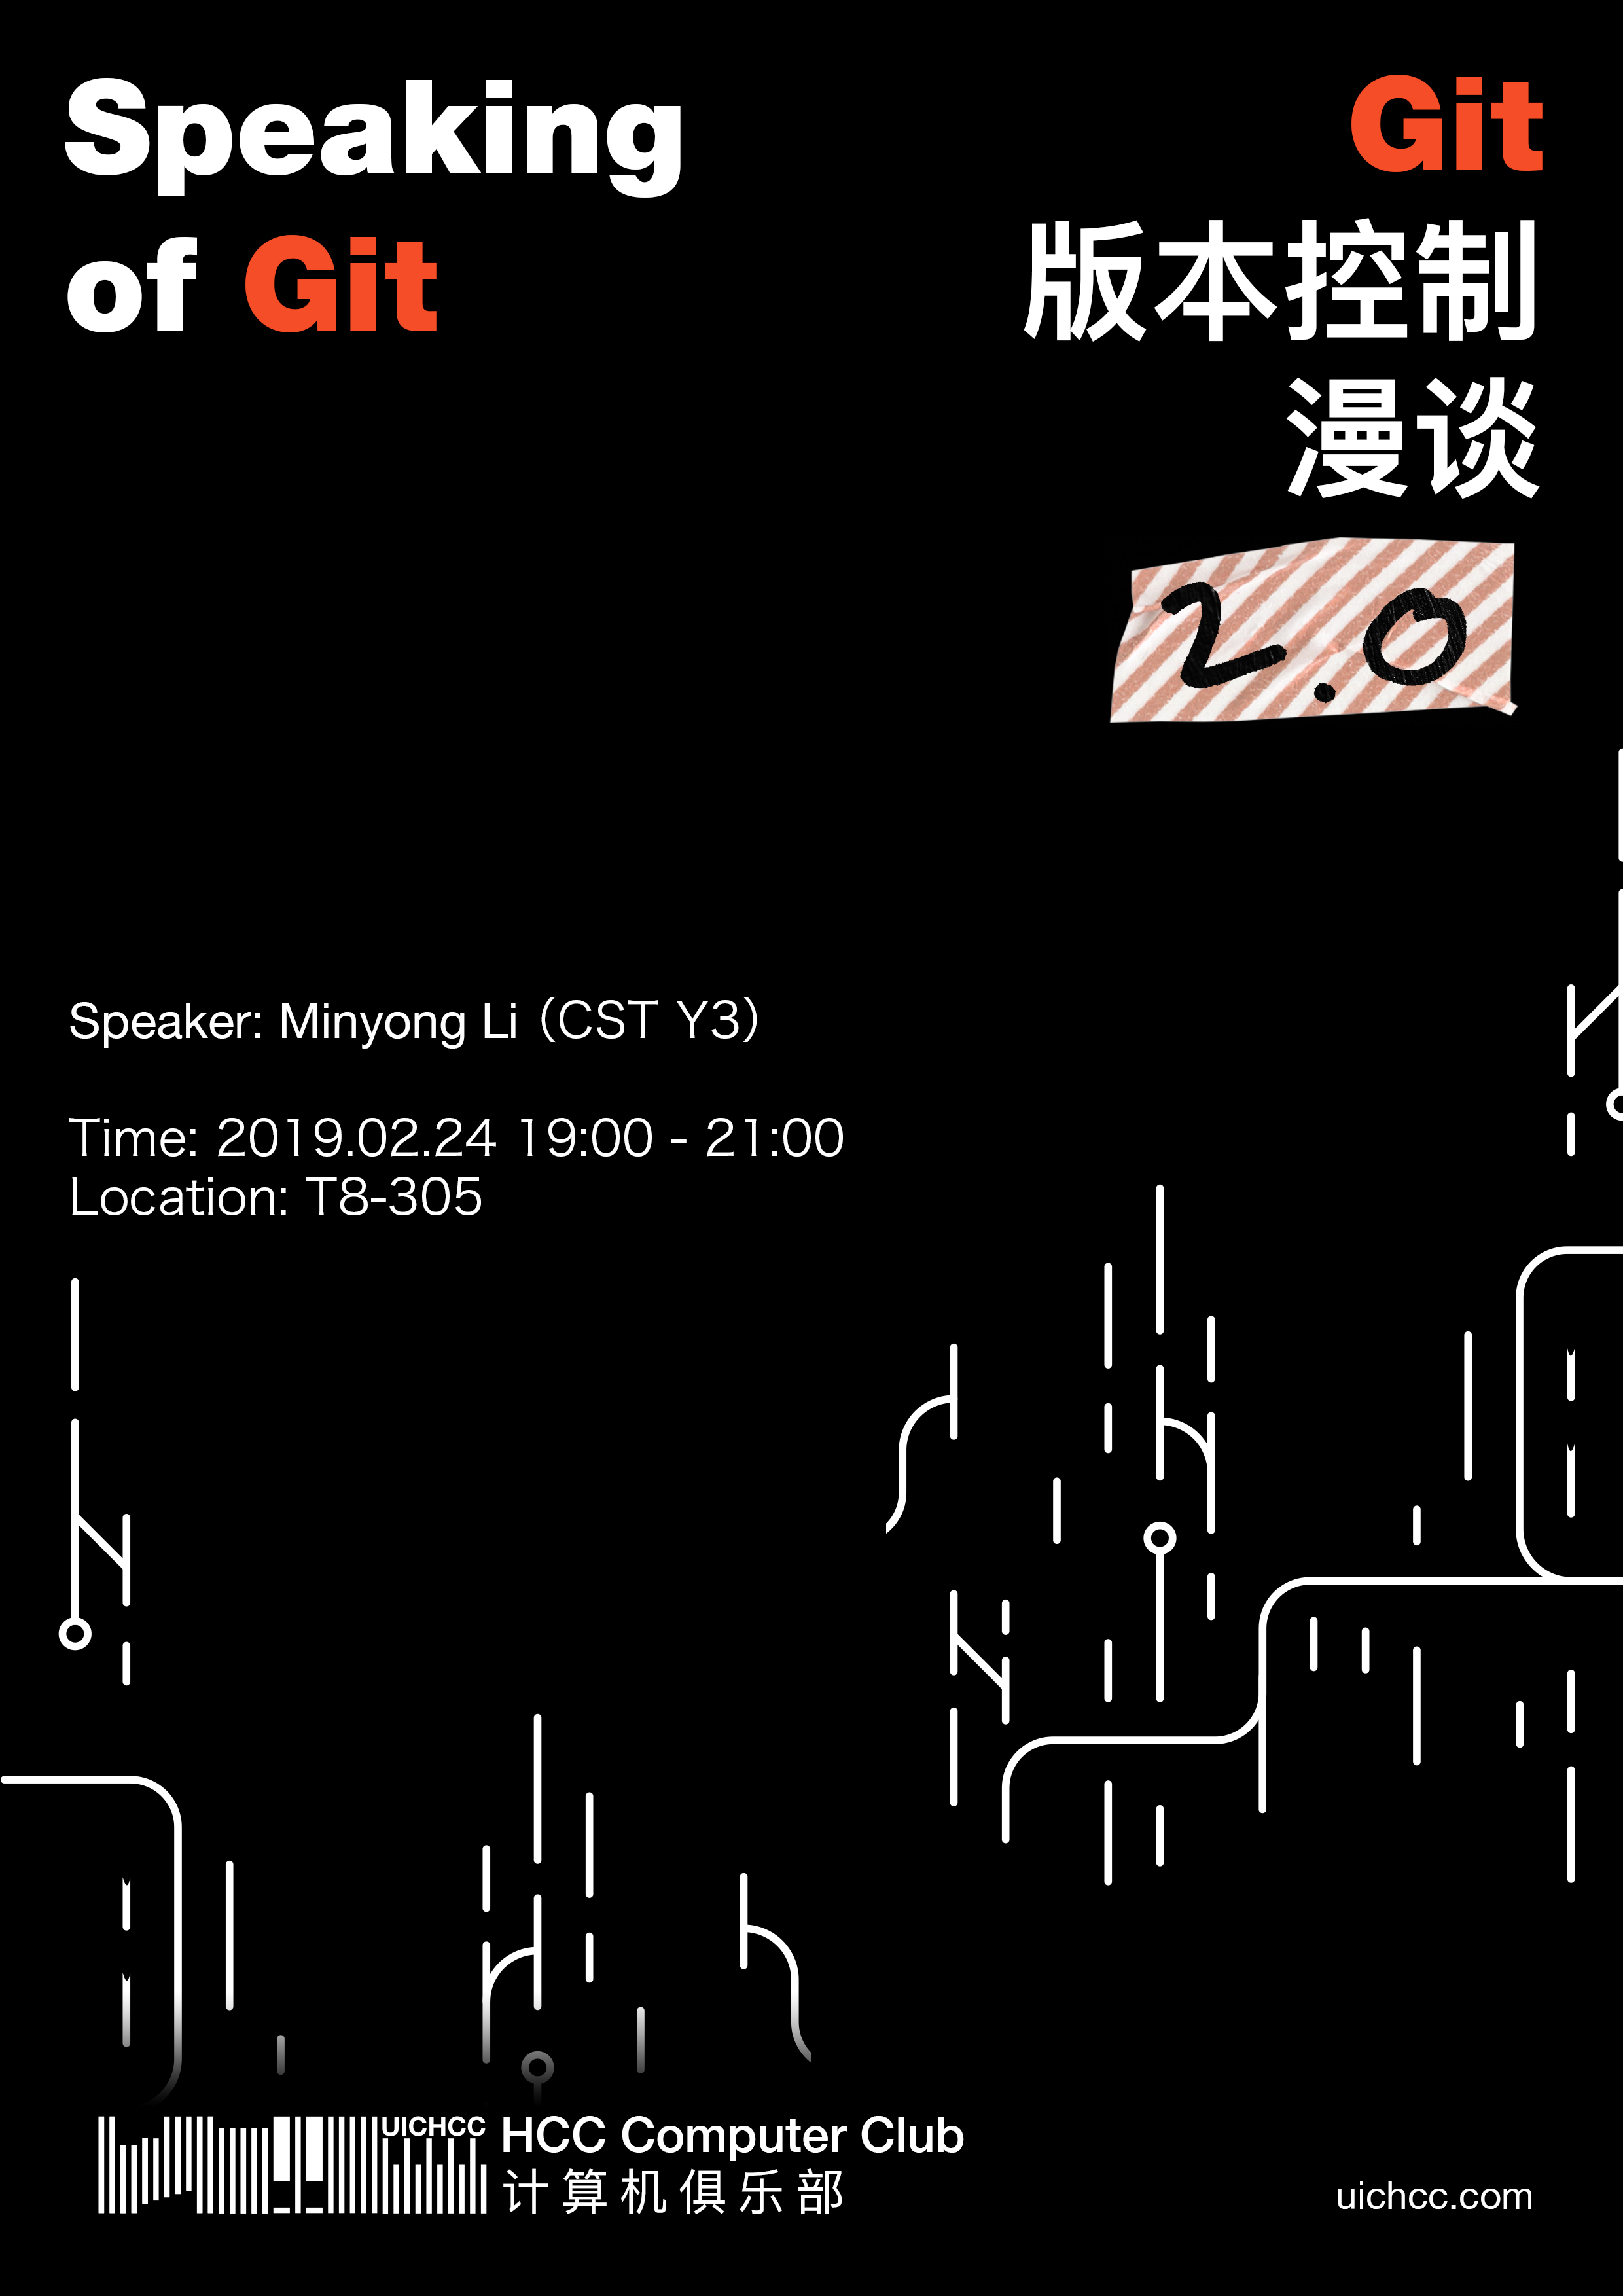 Speaking
of Git
Git
版本控制
漫谈
2.0
Speaker: Minyong Li (CST Y3)
Time: 2019.02.24 19:00 - 21:00
Location: T8-305
UICHCC
HCC Computer Club
计算机俱乐部
uichcc.com